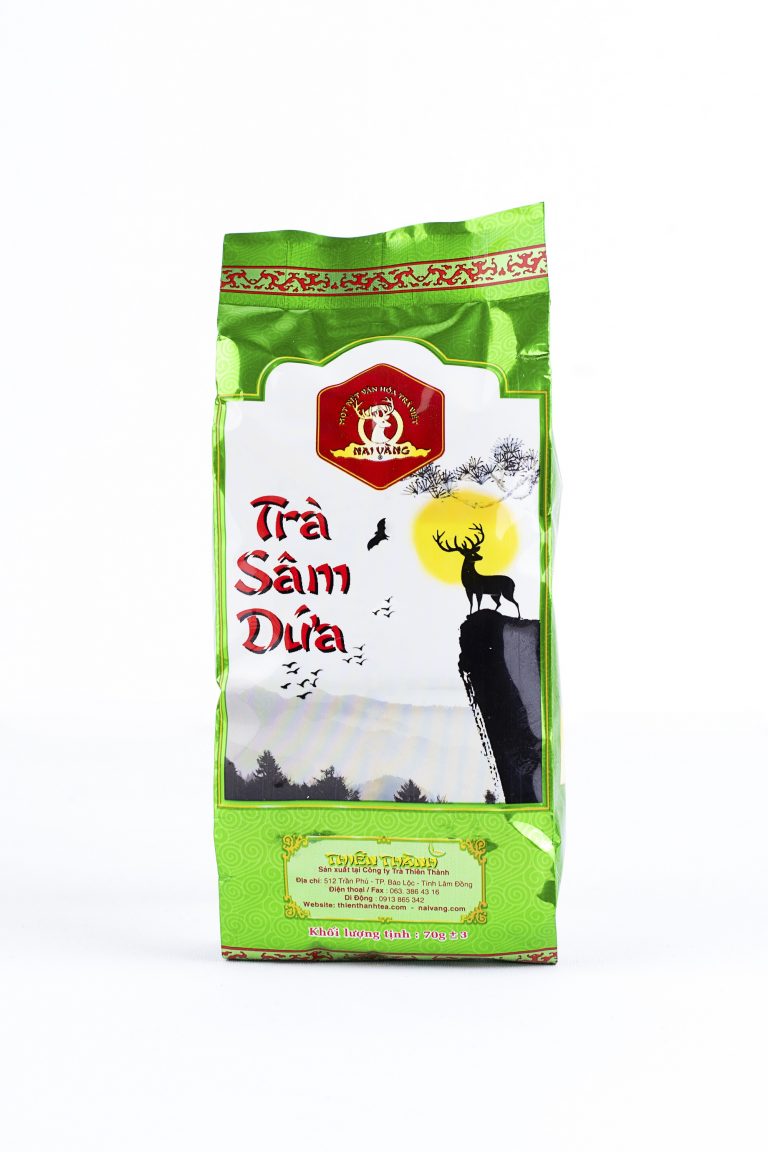 MỘT NÉT VĂN HÓA TRÀ VIỆT
NAI VÀNG
®
Trà
Sâm
Dứa
THIÊN THÀNH
Sản xuất tại Công ty Trà Thiên Thành
Địa chỉ: 512 Trần Phú - TP. Bảo Lộc - Tỉnh Lâm Đồng
Điện thoại / Fax : 063. 386 43 16
Di Động : 0913 865 342
Website: thienthanhtea.com - naivang.com
Khối lượng tịnh : 70g ± 3